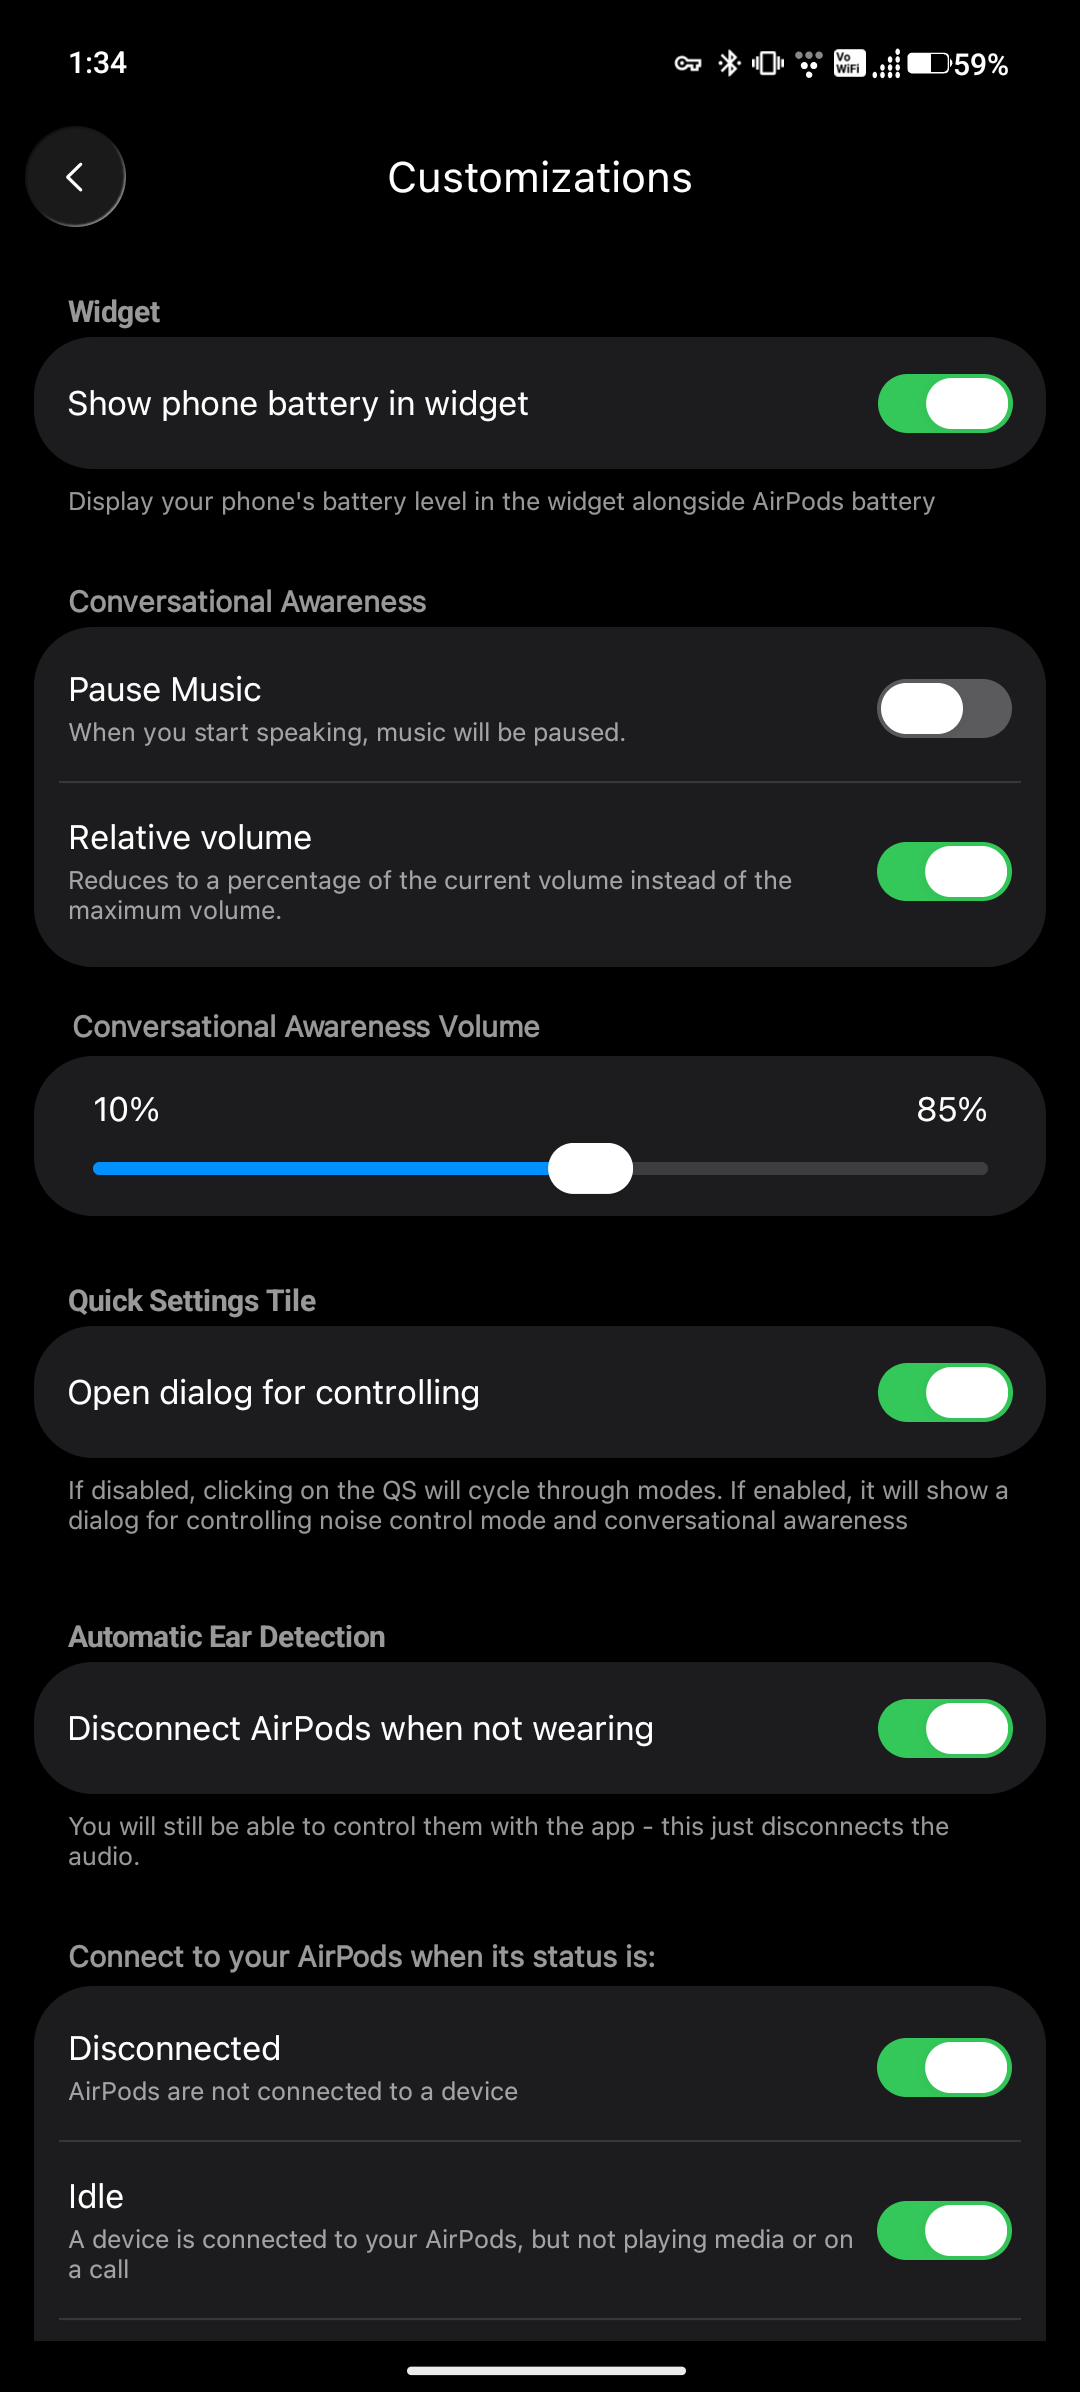 1:34
Vo
WiFi
59%
Customizations
Widget
Show phone battery in widget
Display your phone's battery level in the widget alongside AirPods battery
Conversational Awareness
Pause Music
When you start speaking, music will be paused.
Relative volume
Reduces to a percentage of the current volume instead of the
maximum volume.
Conversational Awareness Volume
10%
85%
Quick Settings Tile
Open dialog for controlling
If disabled, clicking on the QS will cycle through modes. If enabled, it will show a
dialog for controlling noise control mode and conversational awareness
Automatic Ear Detection
Disconnect AirPods when not wearing
You will still be able to control them with the app - this just disconnects the
audio.
Connect to your AirPods when its status is:
Disconnected
AirPods are not connected to a device
Idle
A device is connected to your AirPods, but not playing media or on
a call